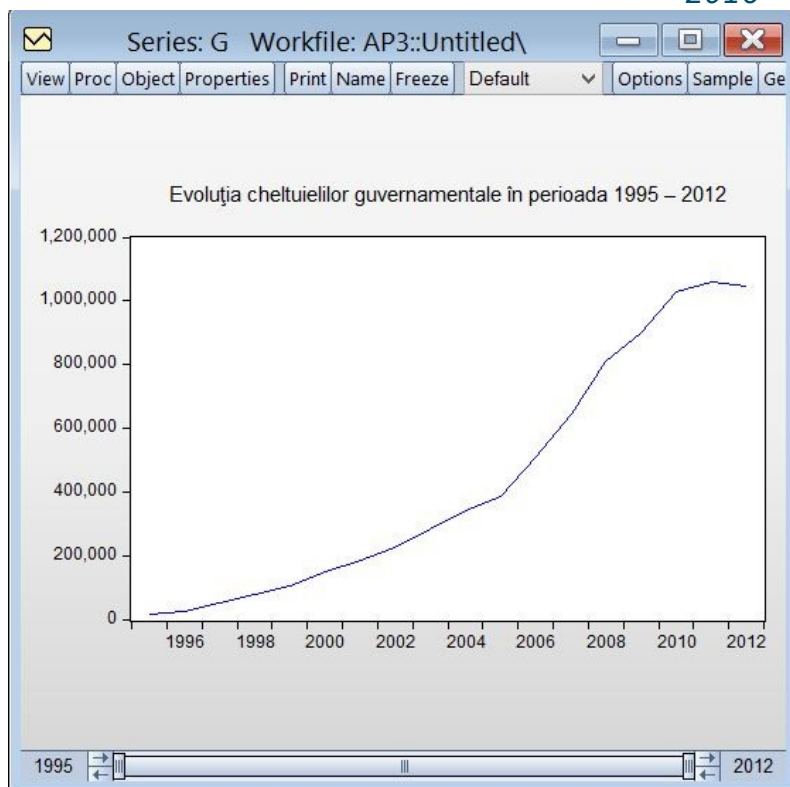 Series: G Workfile: AP3::Untitled\
View Proc Object Properties Print Name Freeze Default Options Sample Ge
Evoluţia cheltuielilor guvernamentale în perioada 1995 – 2012
1,200,000
1,000,000
800,000
600,000
400,000
200,000
0
1996 1998 2000 2002 2004 2006 2008 2010 2012
1995 2012